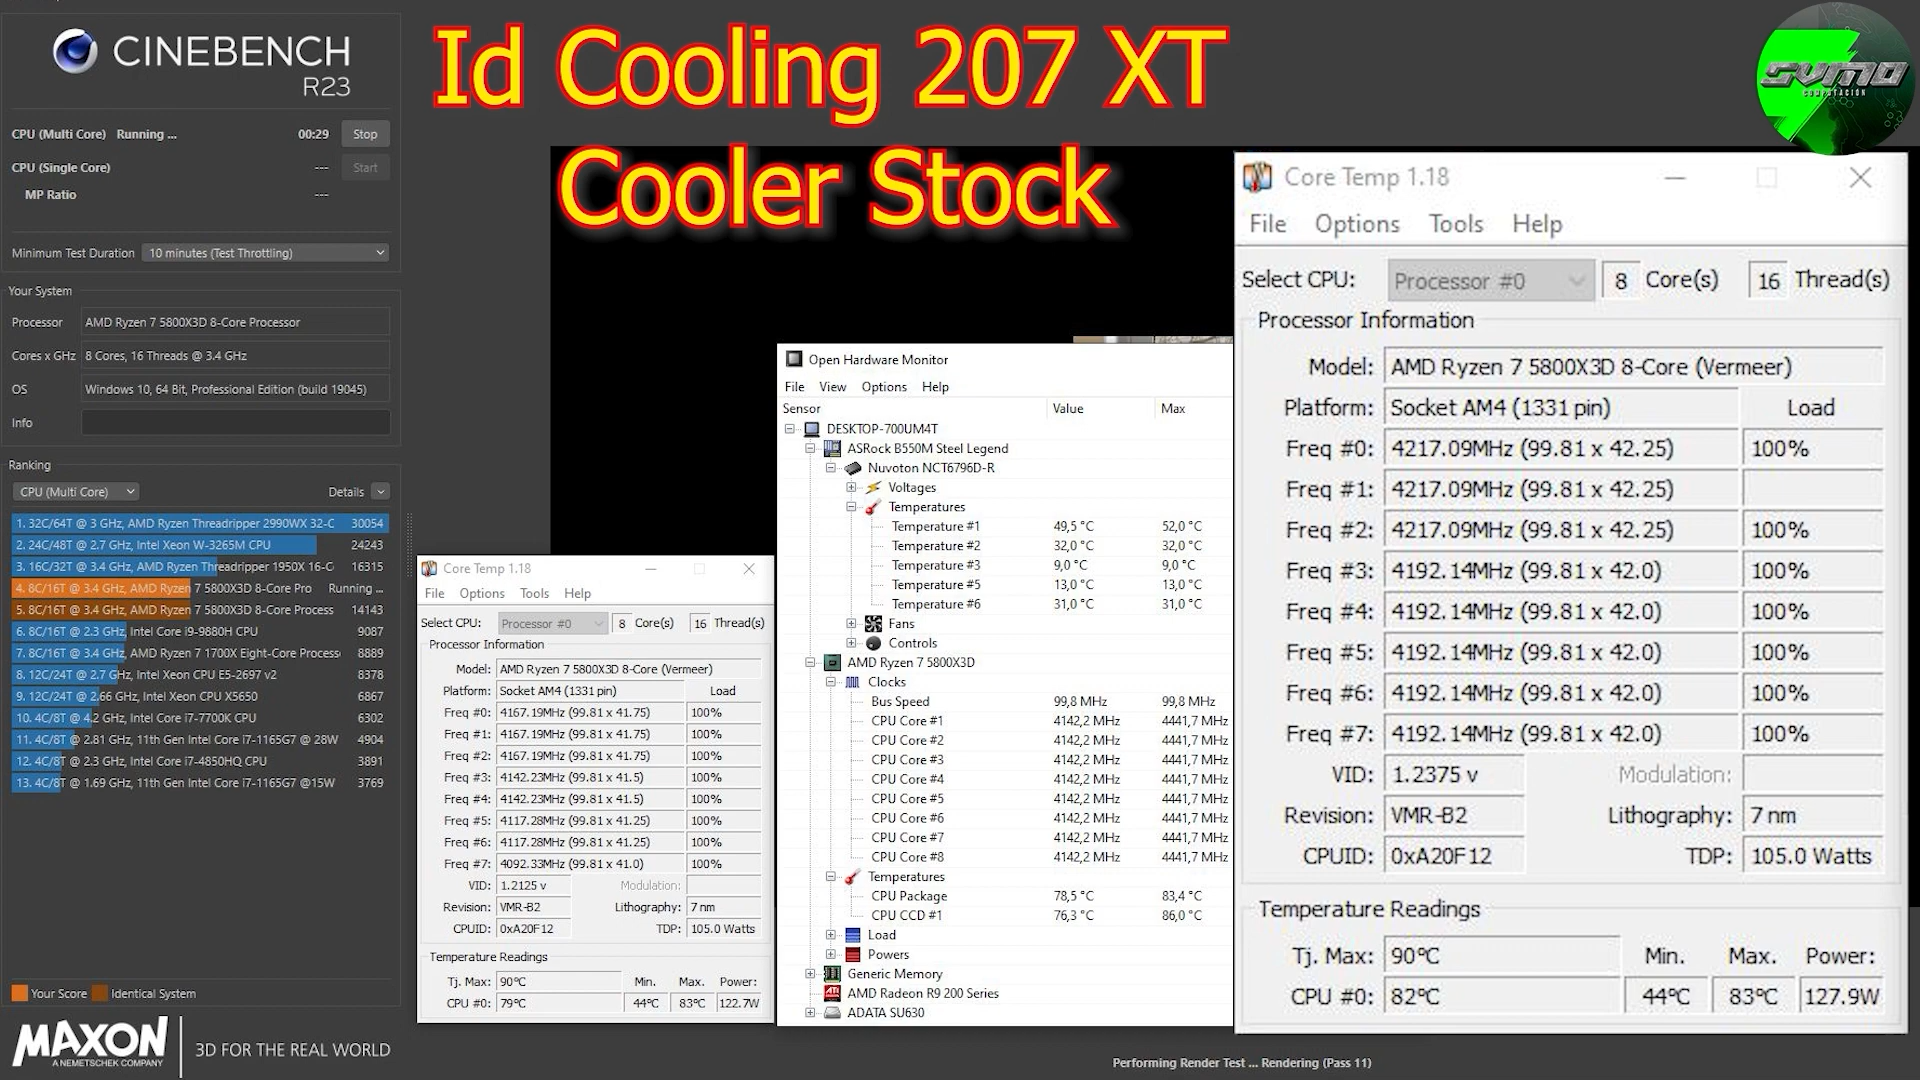 CINEBENCH
R23
CPU (Multi Core) Running ... 00:29 Stop
CPU (Single Core) --- Start
MP Ratio ---
Minimum Test Duration 10 minutes (Test Throttling)
Your System
Processor AMD Ryzen 7 5800X3D 8-Core Processor
Cores x GHz 8 Cores, 16 Threads @ 3.4 GHz
OS Windows 10, 64 Bit, Professional Edition (build 19045)
Info
Ranking
CPU (Multi Core) Details
1. 32C/64T @ 3 GHz, AMD Ryzen Threadripper 2990WX 32-C 30054
2. 24C/48T @ 2.7 GHz, Intel Xeon W-3265M CPU 24243
3. 16C/32T @ 3.4 GHz, AMD Ryzen Threadripper 1950X 16-C 16315
4. 8C/16T @ 3.4 GHz, AMD Ryzen 7 5800X3D 8-Core Pro Running ...
5. 8C/16T @ 3.4 GHz, AMD Ryzen 7 5800X3D 8-Core Process 14143
6. 8C/16T @ 2.3 GHz, Intel Core i9-9880H CPU 9087
7. 8C/16T @ 3.4 GHz, AMD Ryzen 7 1700X Eight-Core Process 8889
8. 12C/24T @ 2.7 GHz, Intel Xeon CPU E5-2697 v2 8378
9. 12C/24T @ 2.66 GHz, Intel Xeon CPU X5650 6867
10. 4C/8T @ 4.2 GHz, Intel Core i7-7700K CPU 6302
11. 4C/8T @ 2.81 GHz, 11th Gen Intel Core i7-1165G7 @ 28W 4904
12. 4C/8T @ 2.3 GHz, Intel Core i7-4850HQ CPU 3891
13. 4C/8T @ 1.69 GHz, 11th Gen Intel Core i7-1165G7 @15W 3769
Your Score Identical System
MAXON
A NEMETSCHEK COMPANY
3D FOR THE REAL WORLD
Id Cooling 207 XT
Cooler Stock
SYMO
COMPUTACIÓN
Core Temp 1.18
File Options Tools Help
Select CPU: Processor #0 8 Core(s) 16 Thread(s)
Processor Information
Model: AMD Ryzen 7 5800X3D 8-Core (Vermeer)
Platform: Socket AM4 (1331 pin) Load
Freq #0: 4167.19MHz (99.81 x 41.75) 100%
Freq #1: 4167.19MHz (99.81 x 41.75) 100%
Freq #2: 4167.19MHz (99.81 x 41.75) 100%
Freq #3: 4142.23MHz (99.81 x 41.5) 100%
Freq #4: 4142.23MHz (99.81 x 41.5) 100%
Freq #5: 4117.28MHz (99.81 x 41.25) 100%
Freq #6: 4117.28MHz (99.81 x 41.25) 100%
Freq #7: 4092.33MHz (99.81 x 41.0) 100%
VID: 1.2125 v Modulation:
Revision: VMR-B2 Lithography: 7 nm
CPUID: 0xA20F12 TDP: 105.0 Watts
Temperature Readings
Tj. Max: 90°C Min. Max. Power:
CPU #0: 79°C 44°C 83°C 122.7W
Open Hardware Monitor
File View Options Help
Sensor Value Max
DESKTOP-700UM4T
ASRock B550M Steel Legend
Nuvoton NCT6796D-R
Voltages
Temperatures
Temperature #1 49,5 °C 52,0 °C
Temperature #2 32,0 °C 32,0 °C
Temperature #3 9,0 °C 9,0 °C
Temperature #5 13,0 °C 13,0 °C
Temperature #6 31,0 °C 31,0 °C
Fans
Controls
AMD Ryzen 7 5800X3D
Clocks
Bus Speed 99,8 MHz 99,8 MHz
CPU Core #1 4142,2 MHz 4441,7 MHz
CPU Core #2 4142,2 MHz 4441,7 MHz
CPU Core #3 4142,2 MHz 4441,7 MHz
CPU Core #4 4142,2 MHz 4441,7 MHz
CPU Core #5 4142,2 MHz 4441,7 MHz
CPU Core #6 4142,2 MHz 4441,7 MHz
CPU Core #7 4142,2 MHz 4441,7 MHz
CPU Core #8 4142,2 MHz 4441,7 MHz
Temperatures
CPU Package 78,5 °C 83,4 °C
CPU CCD #1 76,3 °C 86,0 °C
Load
Powers
Generic Memory
AMD Radeon R9 200 Series
ADATA SU630
Core Temp 1.18
File Options Tools Help
Select CPU: Processor #0 8 Core(s) 16 Thread(s)
Processor Information
Model: AMD Ryzen 7 5800X3D 8-Core (Vermeer)
Platform: Socket AM4 (1331 pin) Load
Freq #0: 4217.09MHz (99.81 x 42.25) 100%
Freq #1: 4217.09MHz (99.81 x 42.25)
Freq #2: 4217.09MHz (99.81 x 42.25) 100%
Freq #3: 4192.14MHz (99.81 x 42.0) 100%
Freq #4: 4192.14MHz (99.81 x 42.0) 100%
Freq #5: 4192.14MHz (99.81 x 42.0) 100%
Freq #6: 4192.14MHz (99.81 x 42.0) 100%
Freq #7: 4192.14MHz (99.81 x 42.0) 100%
VID: 1.2375 v Modulation:
Revision: VMR-B2 Lithography: 7 nm
CPUID: 0xA20F12 TDP: 105.0 Watts
Temperature Readings
Tj. Max: 90°C Min. Max. Power:
CPU #0: 82°C 44°C 83°C 127.9W
Performing Render Test ... Rendering (Pass 11)